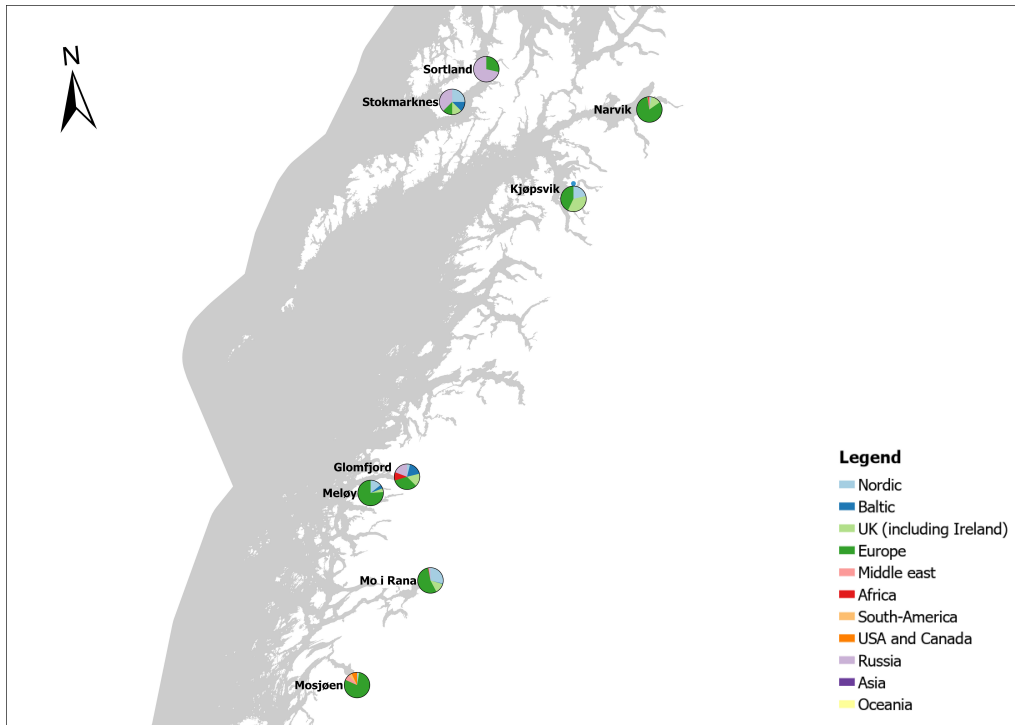 N
Sortland
Stokmarknes
Narvik
Kjøpsvik
Glomfjord
Meløy
Mo i Rana
Mosjøen
Legend
Nordic
Baltic
UK (including Ireland)
Europe
Middle east
Africa
South-America
USA and Canada
Russia
Asia
Oceania